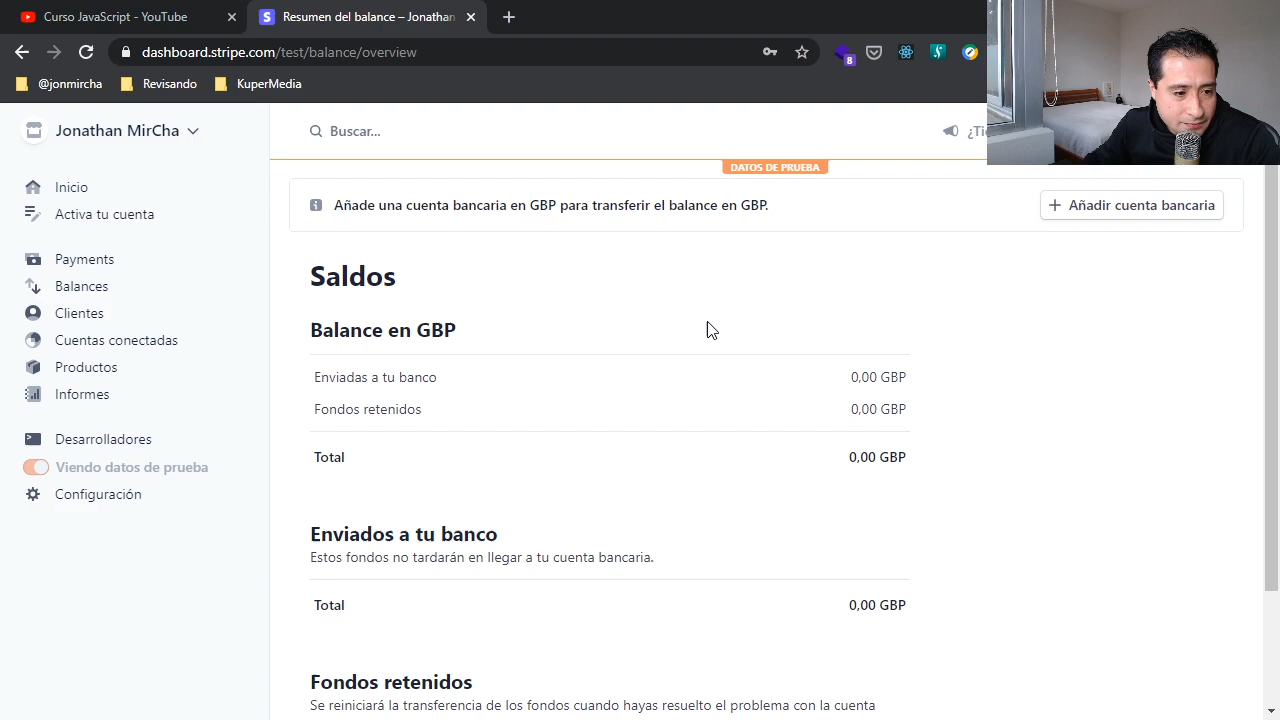 Curso JavaScript - YouTube
Resumen del balance – Jonathan
dashboard.stripe.com/test/balance/overview
8
@jonmircha
Revisando
KuperMedia
Jonathan MirCha
Buscar...
DATOS DE PRUEBA
Inicio
Activa tu cuenta
Payments
Balances
Clientes
Cuentas conectadas
Productos
Informes
Desarrolladores
Viendo datos de prueba
Configuración
Añade una cuenta bancaria en GBP para transferir el balance en GBP.
+ Añadir cuenta bancaria
Saldos
Balance en GBP
Enviadas a tu banco 0,00 GBP
Fondos retenidos 0,00 GBP
Total 0,00 GBP
Enviados a tu banco
Estos fondos no tardarán en llegar a tu cuenta bancaria.
Total 0,00 GBP
Fondos retenidos
Se reiniciará la transferencia de los fondos cuando hayas resuelto el problema con la cuenta